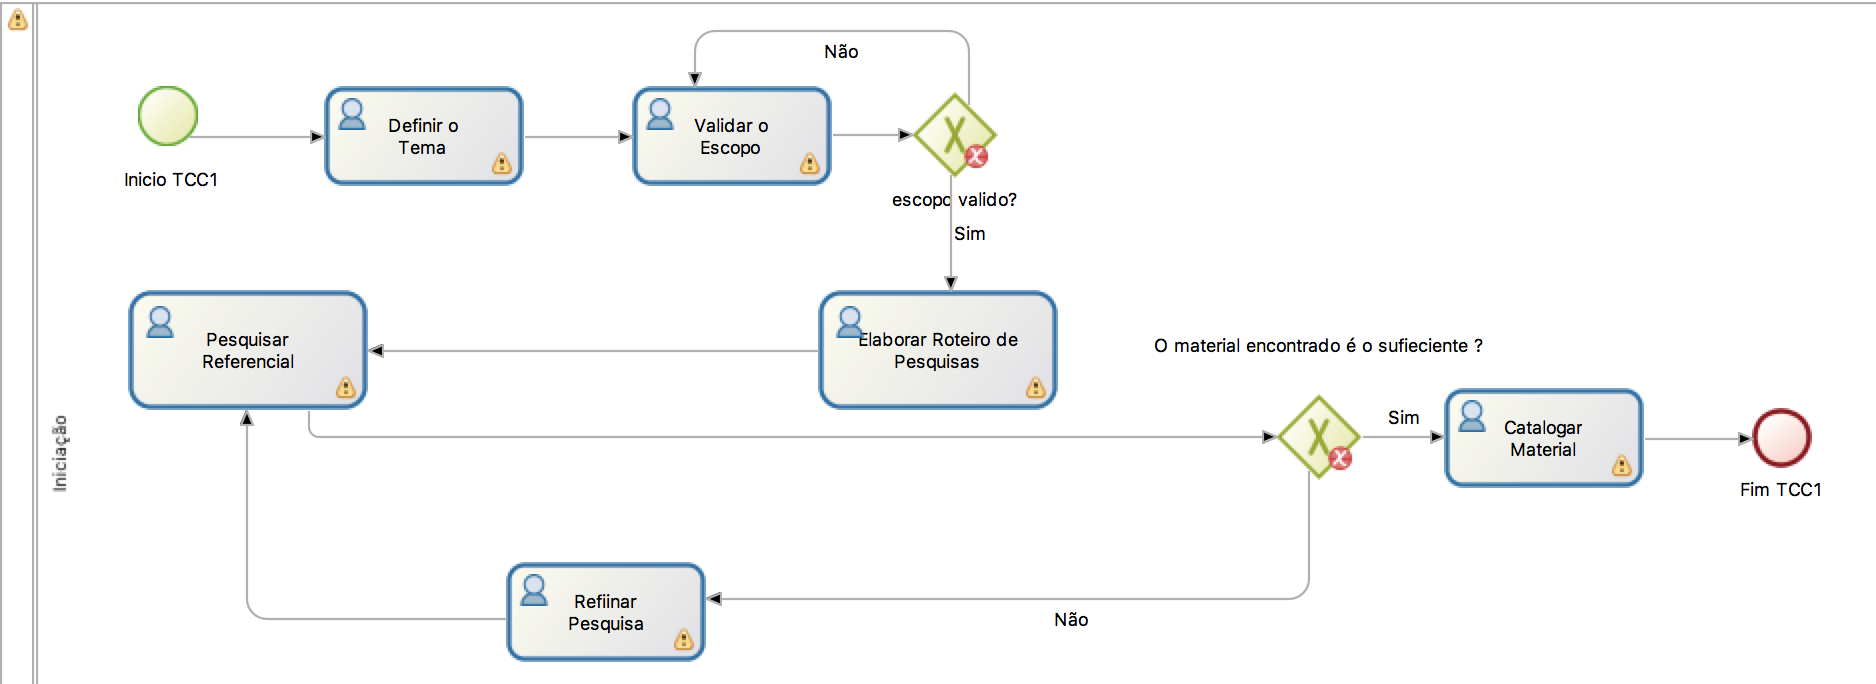 Não
Definir o
Tema
Validar o
Escopo
Inicio TCC1
escopo valido?
Sim
Pesquisar
Referencial
Elaborar Roteiro de
Pesquisas
O material encontrado é o sufieciente ?
Sim
Catalogar
Material
Fim TCC1
Iniciação
Refiinar
Pesquisa
Não